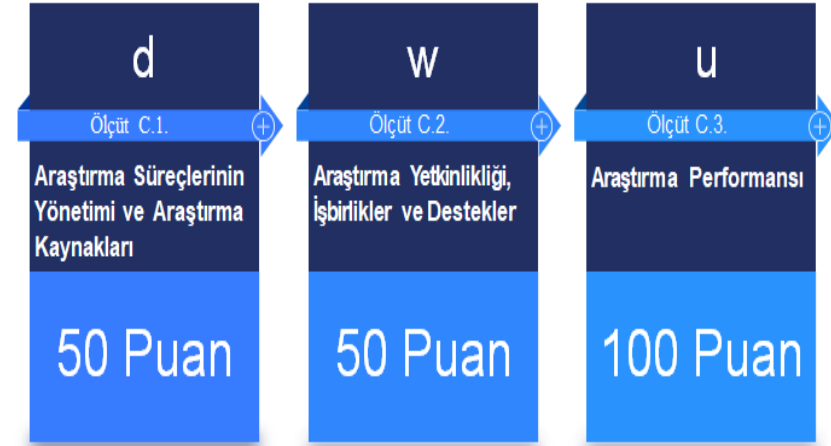 d
Ölçüt C.1.
Araştırma Süreçlerinin
Yönetimi ve Araştırma
Kaynakları
50 Puan
w
Ölçüt C.2.
Araştırma Yetkinlikliği,
İşbirlikler ve Destekler
50 Puan
u
Ölçüt C.3.
Araştırma Performansı
100 Puan